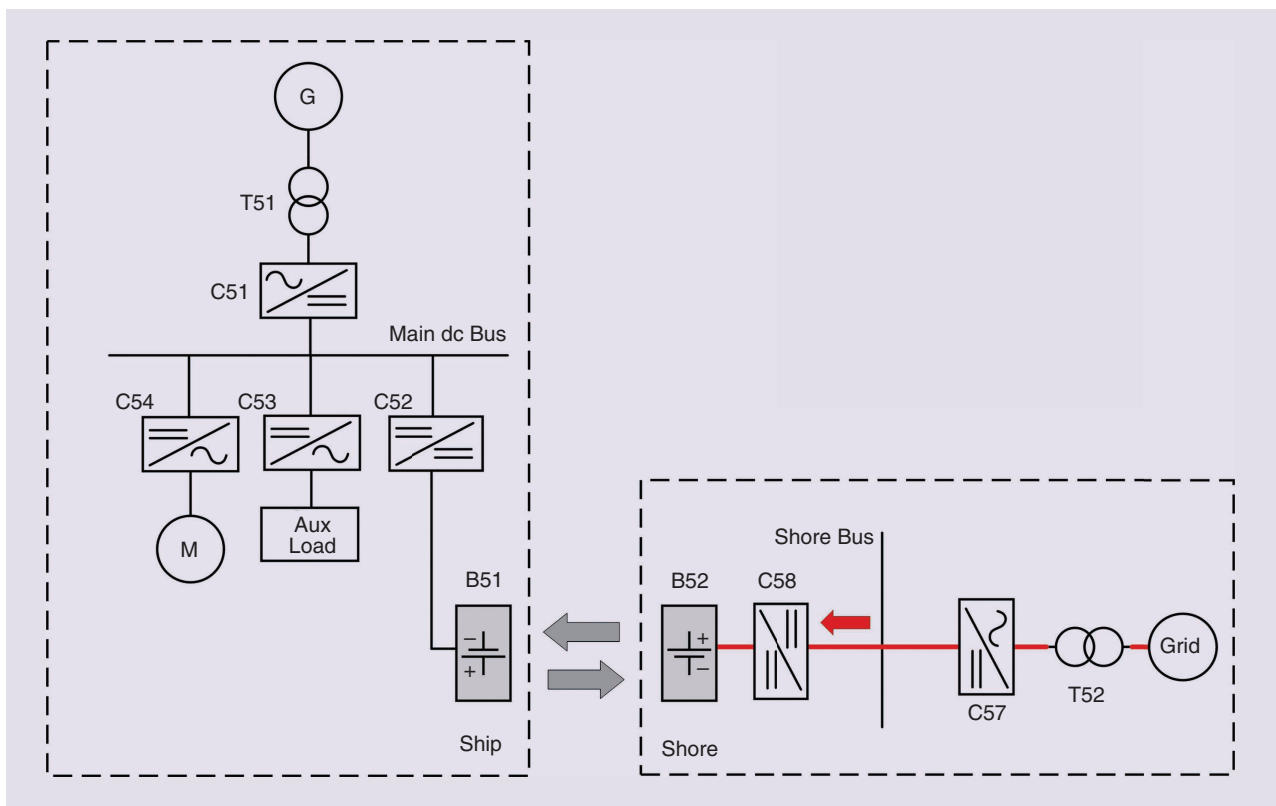 G
T51
C51
Main dc Bus
C54
C53
C52
M
Aux
Load
B51
−
+
Ship
B52
+
−
C58
Shore Bus
C57
T52
Grid
Shore